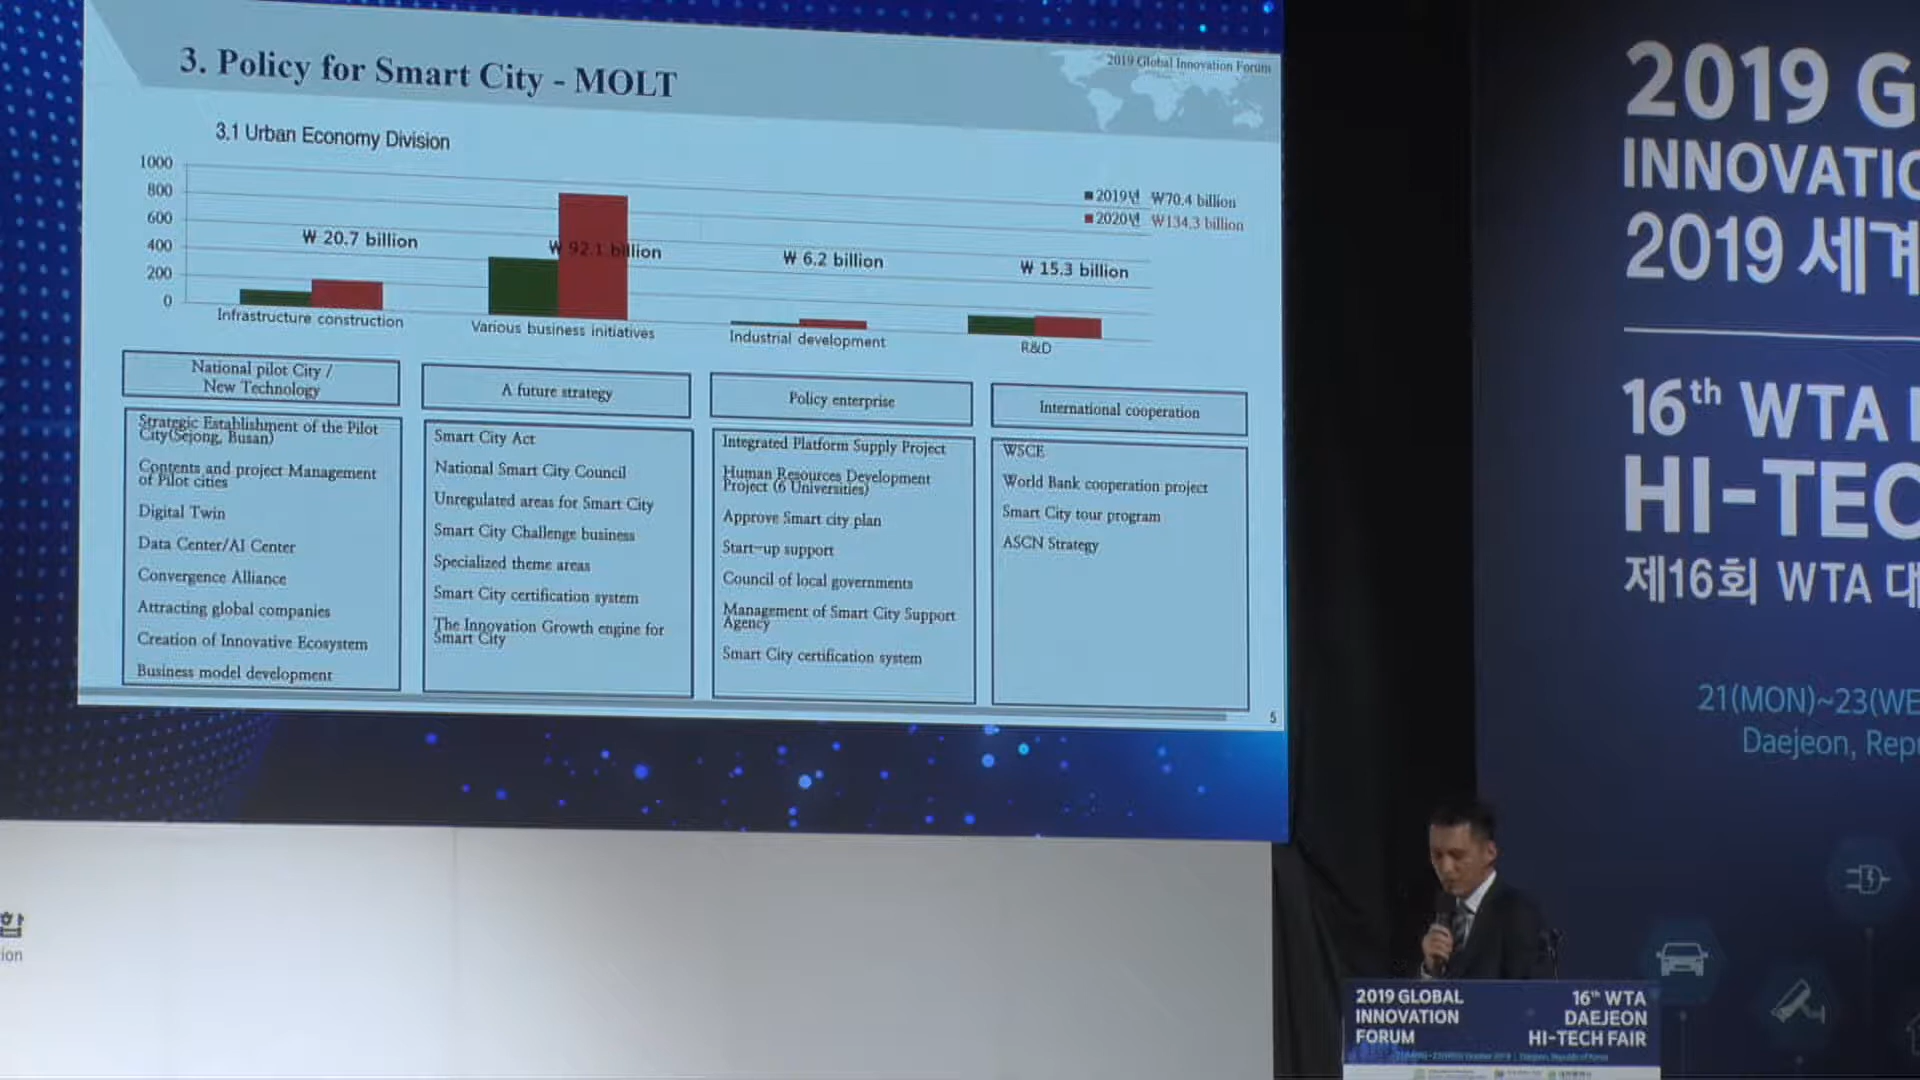 2019 Global Innovation Forum
3. Policy for Smart City - MOLT
3.1 Urban Economy Division
1000
800
600
400
200
0
■2019년 ₩70.4 billion
■2020년 ₩134.3 billion
₩ 20.7 billion
₩ 92.1 billion
₩ 6.2 billion
₩ 15.3 billion
Infrastructure construction
Various business initiatives
Industrial development
R&D
National pilot City /
New Technology
Strategic Establishment of the Pilot
City(Sejong, Busan)
Contents and project Management
of Pilot cities
Digital Twin
Data Center/AI Center
Convergence Alliance
Attracting global companies
Creation of Innovative Ecosystem
Business model development
A future strategy
Smart City Act
National Smart City Council
Unregulated areas for Smart City
Smart City Challenge business
Specialized theme areas
Smart City certification system
The Innovation Growth engine for
Smart City
Policy enterprise
Integrated Platform Supply Project
Human Resources Development
Project (6 Universities)
Approve Smart city plan
Start-up support
Council of local governments
Management of Smart City Support
Agency
Smart City certification system
International cooperation
WSCE
World Bank cooperation project
Smart City tour program
ASCN Strategy
5
2019 G
INNOVATIO
2019 세계
16th WTA
HI-TEC
제16회 WTA 대
21(MON)~23(WE
Daejeon, Rep
합
ion
2019 GLOBAL
INNOVATION
FORUM
16th WTA
DAEJEON
HI-TECH FAIR